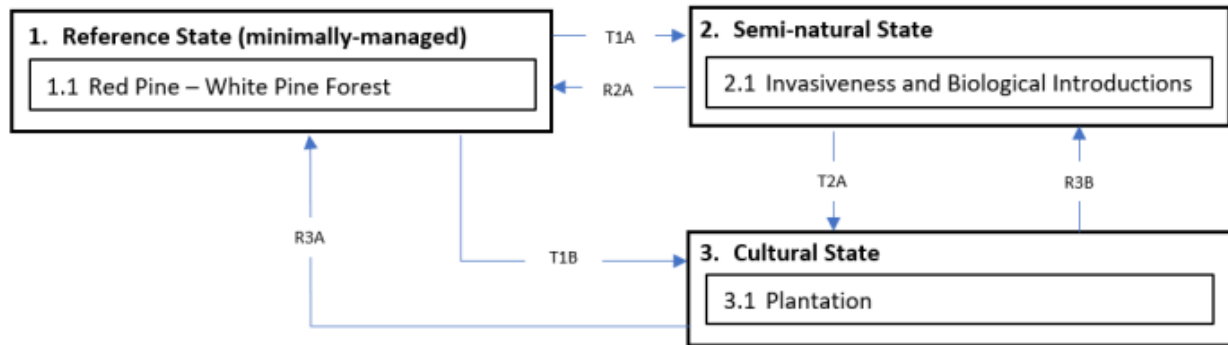 1. Reference State (minimally-managed)
1.1 Red Pine – White Pine Forest
T1A
R2A
2. Semi-natural State
2.1 Invasiveness and Biological Introductions
T2A
R3B
R3A
T1B
3. Cultural State
3.1 Plantation